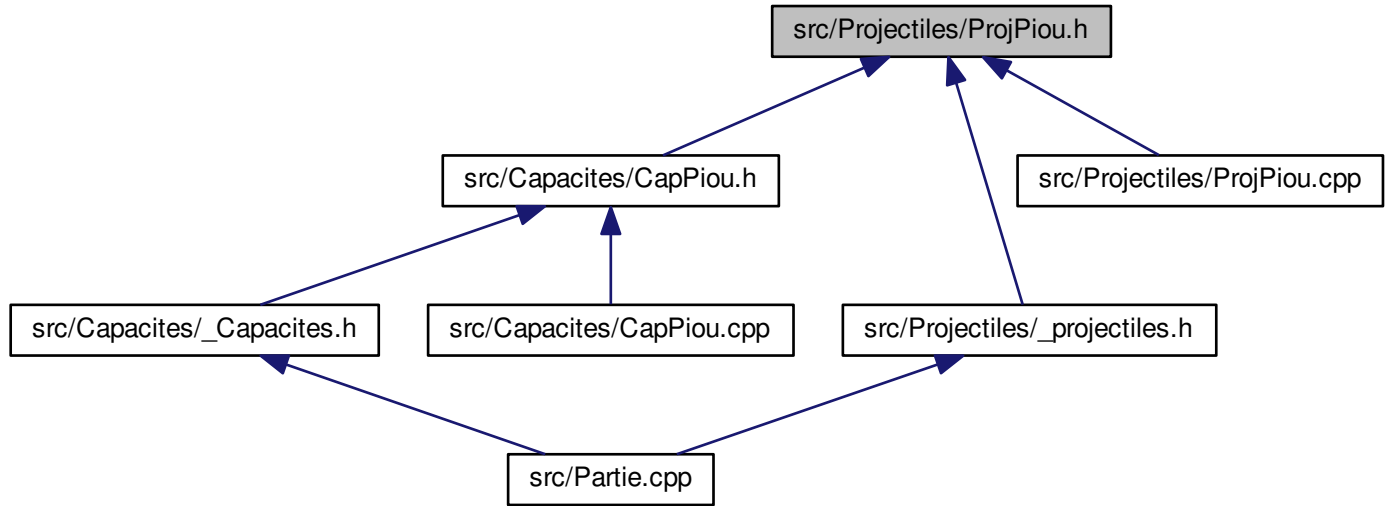 src/Projectiles/ProjPiou.h
src/Capacites/CapPiou.h
src/Projectiles/ProjPiou.cpp
src/Capacites/_Capacites.h
src/Capacites/CapPiou.cpp
src/Projectiles/_projectiles.h
src/Partie.cpp